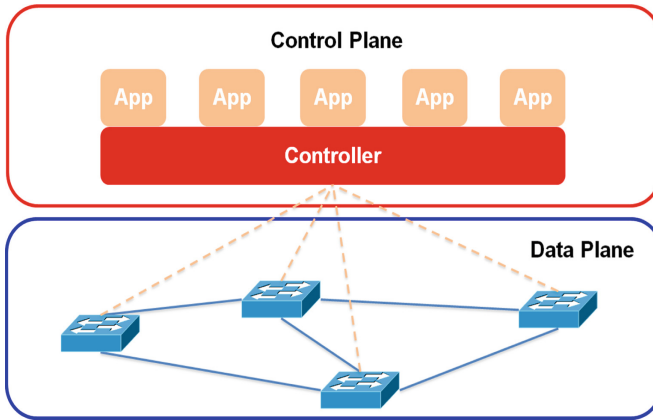 Control Plane
App App App App App
Controller
Data Plane